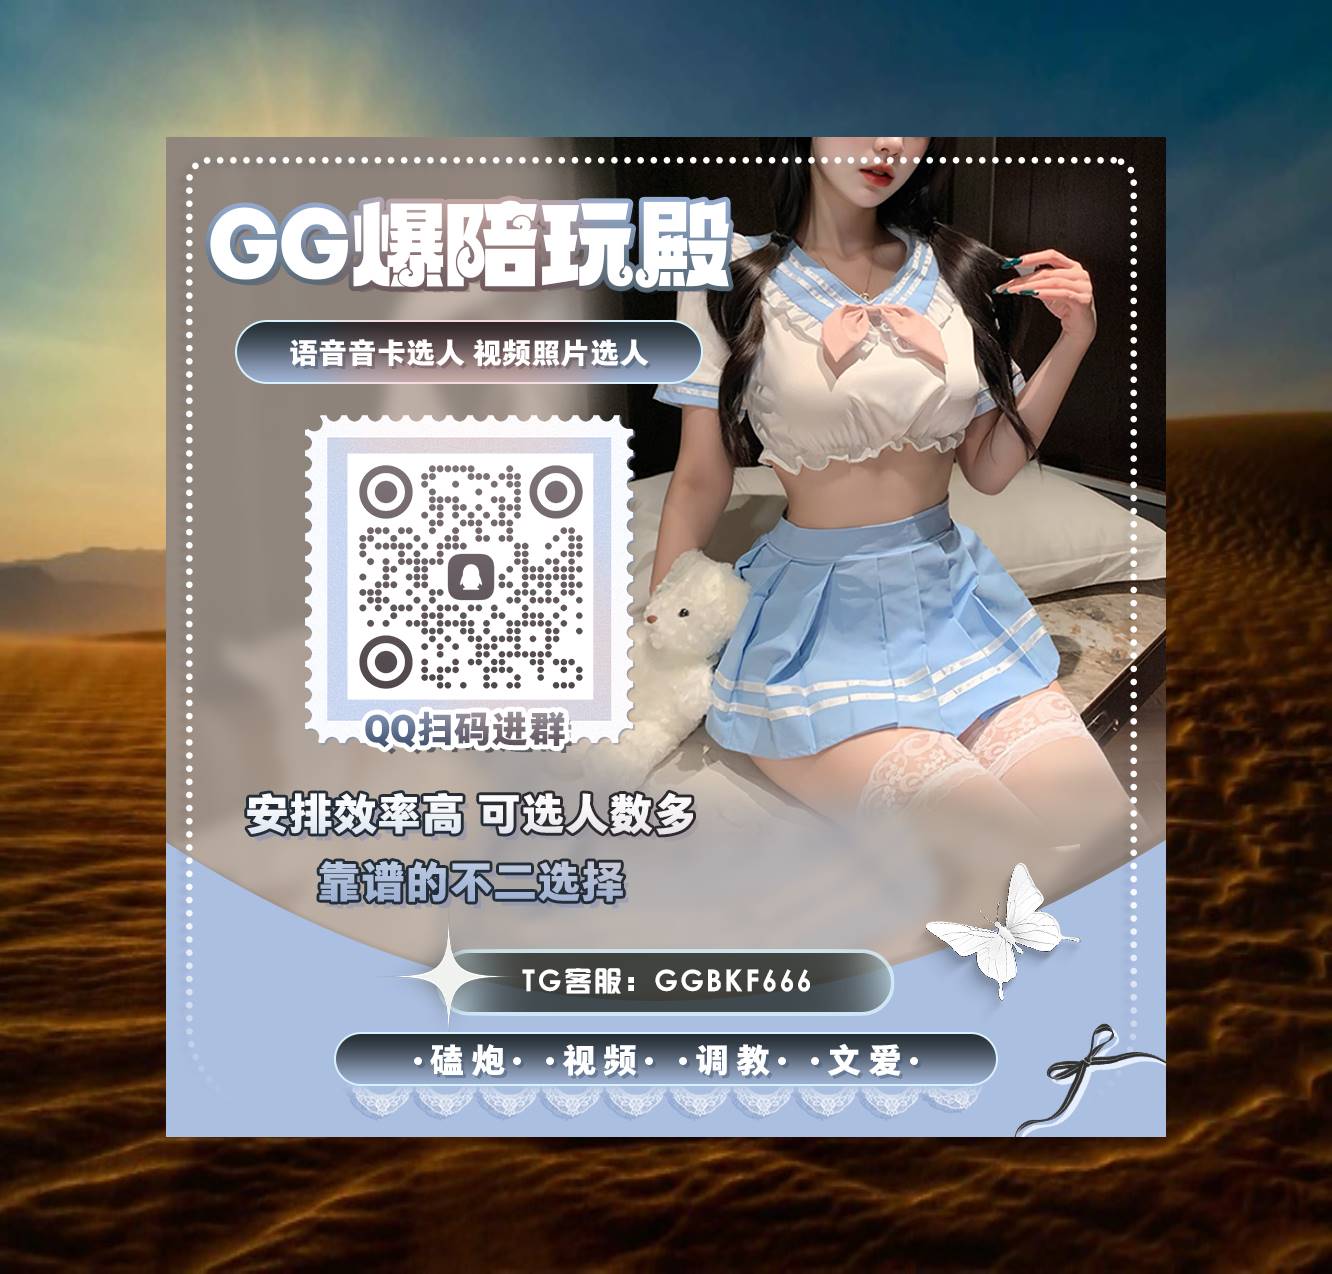 GG爆陪玩殿
语音音卡选人 视频照片选人
QQ扫码进群
安排效率高 可选人数多
靠谱的不二选择
TG客服：GGBKF666
·磕炮· ·视频· ·调教· ·文爱·